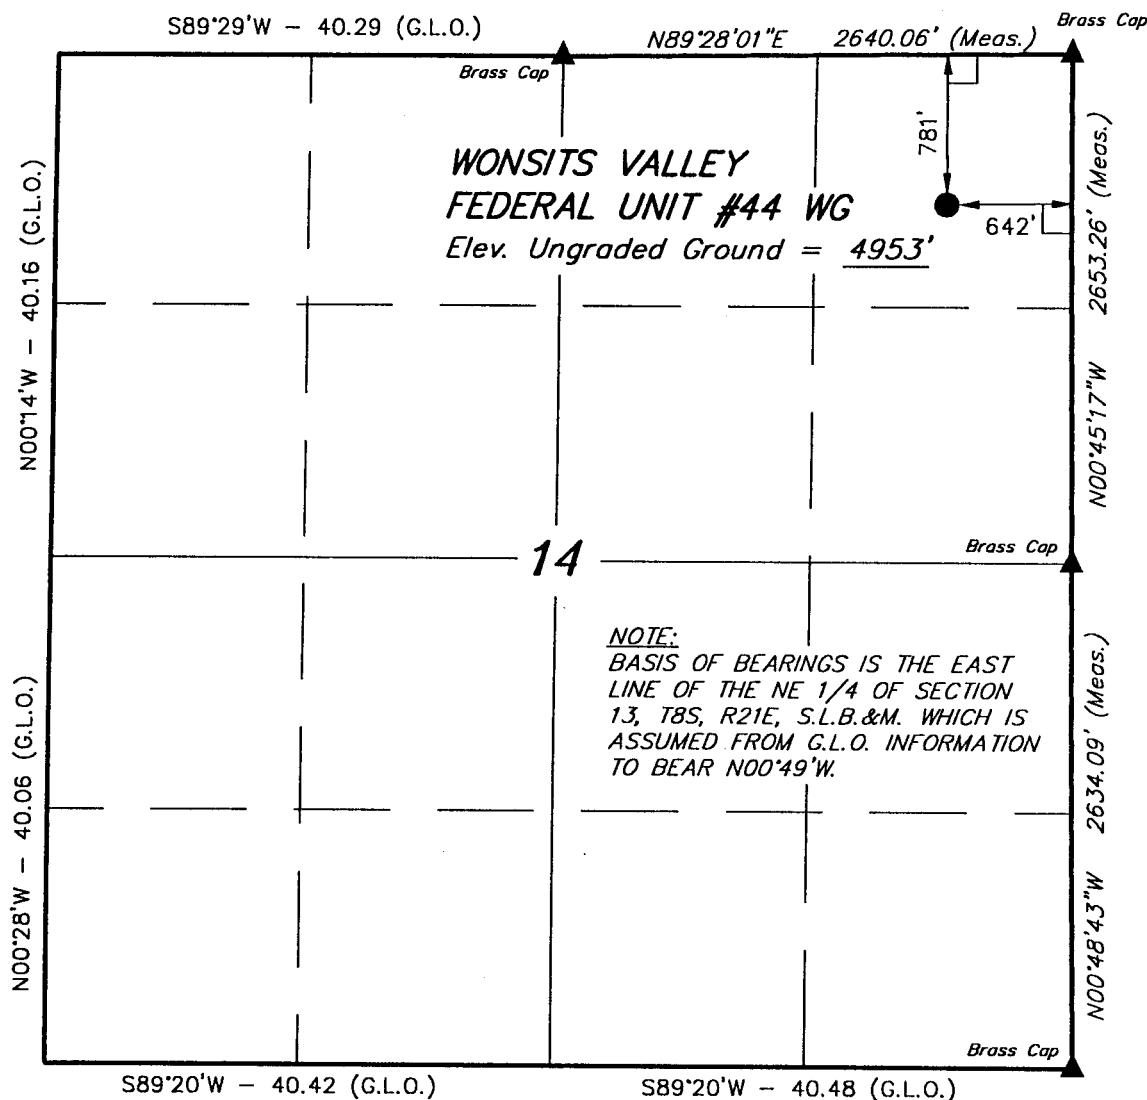 S89°29'W – 40.29 (G.L.O.)
N89°28'01"E 2640.06' (Meas.)
Brass Cap
Brass Cap
781'
642'
WONSITS VALLEY
FEDERAL UNIT #44 WG
Elev. Ungraded Ground = 4953'
N00°14'W – 40.16 (G.L.O.)
N00°45'17"W 2653.26' (Meas.)
Brass Cap
14
NOTE:
BASIS OF BEARINGS IS THE EAST
LINE OF THE NE 1/4 OF SECTION
13, T8S, R21E, S.L.B.&M. WHICH IS
ASSUMED FROM G.L.O. INFORMATION
TO BEAR N00°49'W.
N00°28'W – 40.06 (G.L.O.)
N00°48'43"W 2634.09' (Meas.)
Brass Cap
S89°20'W – 40.42 (G.L.O.)
S89°20'W – 40.48 (G.L.O.)